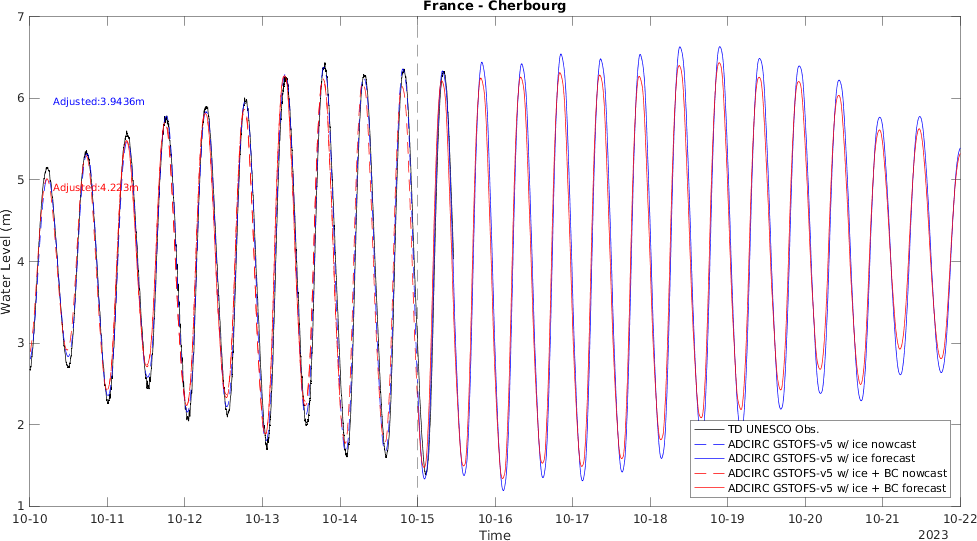 France - Cherbourg
7
6
5
4
3
2
1
Water Level (m)
Adjusted:3.9436m
Adjusted:4.223m
TD UNESCO Obs.
ADCIRC GSTOFS-v5 w/ ice nowcast
ADCIRC GSTOFS-v5 w/ ice forecast
ADCIRC GSTOFS-v5 w/ ice + BC nowcast
ADCIRC GSTOFS-v5 w/ ice + BC forecast
10-10 10-11 10-12 10-13 10-14 10-15 10-16 10-17 10-18 10-19 10-20 10-21 10-22
Time
2023